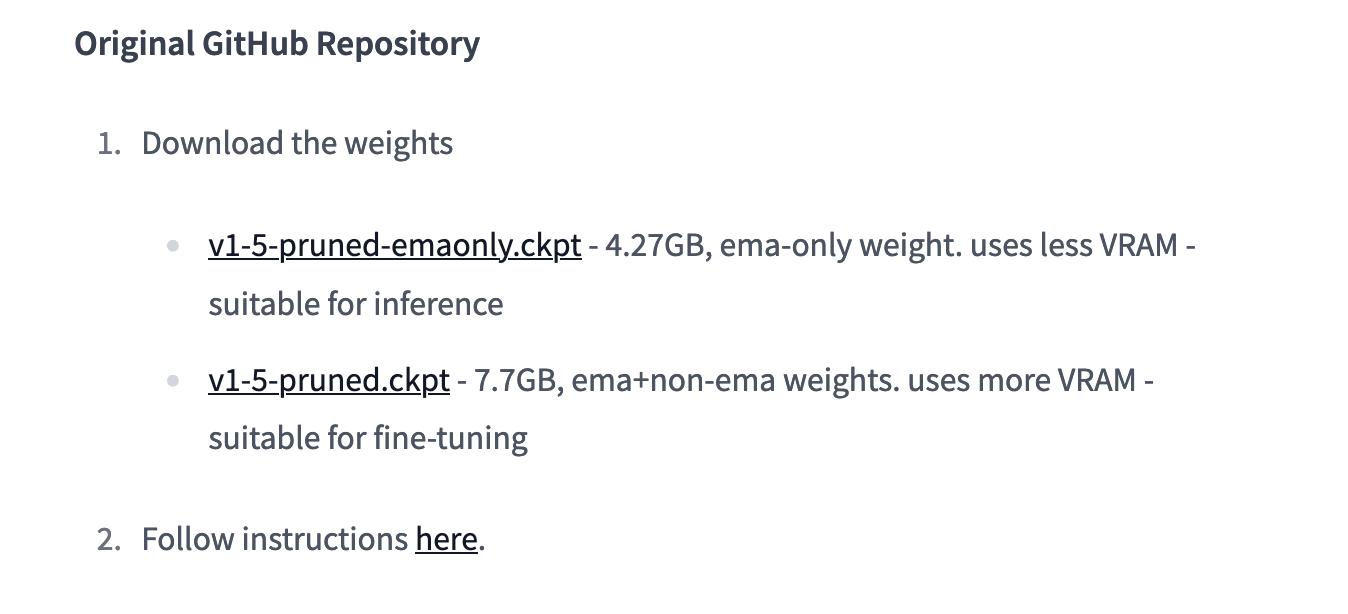 Original GitHub Repository
1. Download the weights
• v1-5-pruned-emaonly.ckpt - 4.27GB, ema-only weight. uses less VRAM -
suitable for inference
• v1-5-pruned.ckpt - 7.7GB, ema+non-ema weights. uses more VRAM -
suitable for fine-tuning
2. Follow instructions here.